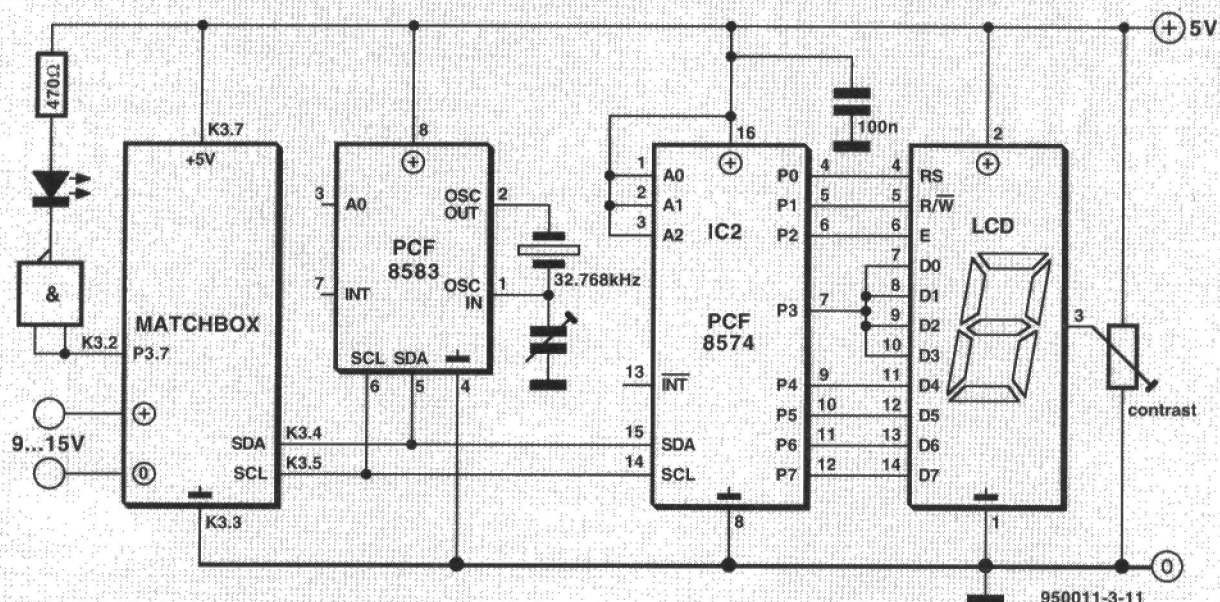 5V
470Ω
K3.7
+5V
8
3
A0
OSC OUT
2
PCF
8583
7
INT
OSC IN
1
32.768kHz
SCL SDA
6
5
4
&
K3.2
MATCHBOX
P3.7
9...15V
0
SDA
K3.4
SCL
K3.5
K3.3
16
100n
1
A0
2
A1
3
A2
IC2
PCF
8574
13
INT
15
SDA
14
SCL
8
P0
4
P1
5
P2
6
P3
7
P4
9
P5
10
P6
11
P7
12
2
4
RS
5
R/W
6
E
LCD
7
D0
8
D1
9
D2
10
D3
11
D4
12
D5
13
D6
14
D7
1
3
contrast
0
950011-3-11